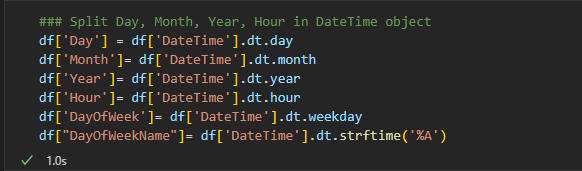 ### Split Day, Month, Year, Hour in DateTime object
df['Day'] = df['DateTime'].dt.day
df['Month']= df['DateTime'].dt.month
df['Year']= df['DateTime'].dt.year
df['Hour']= df['DateTime'].dt.hour
df['DayOfWeek']= df['DateTime'].dt.weekday
df["DayOfWeekName"]= df['DateTime'].dt.strftime('%A')
✓ 1.0s